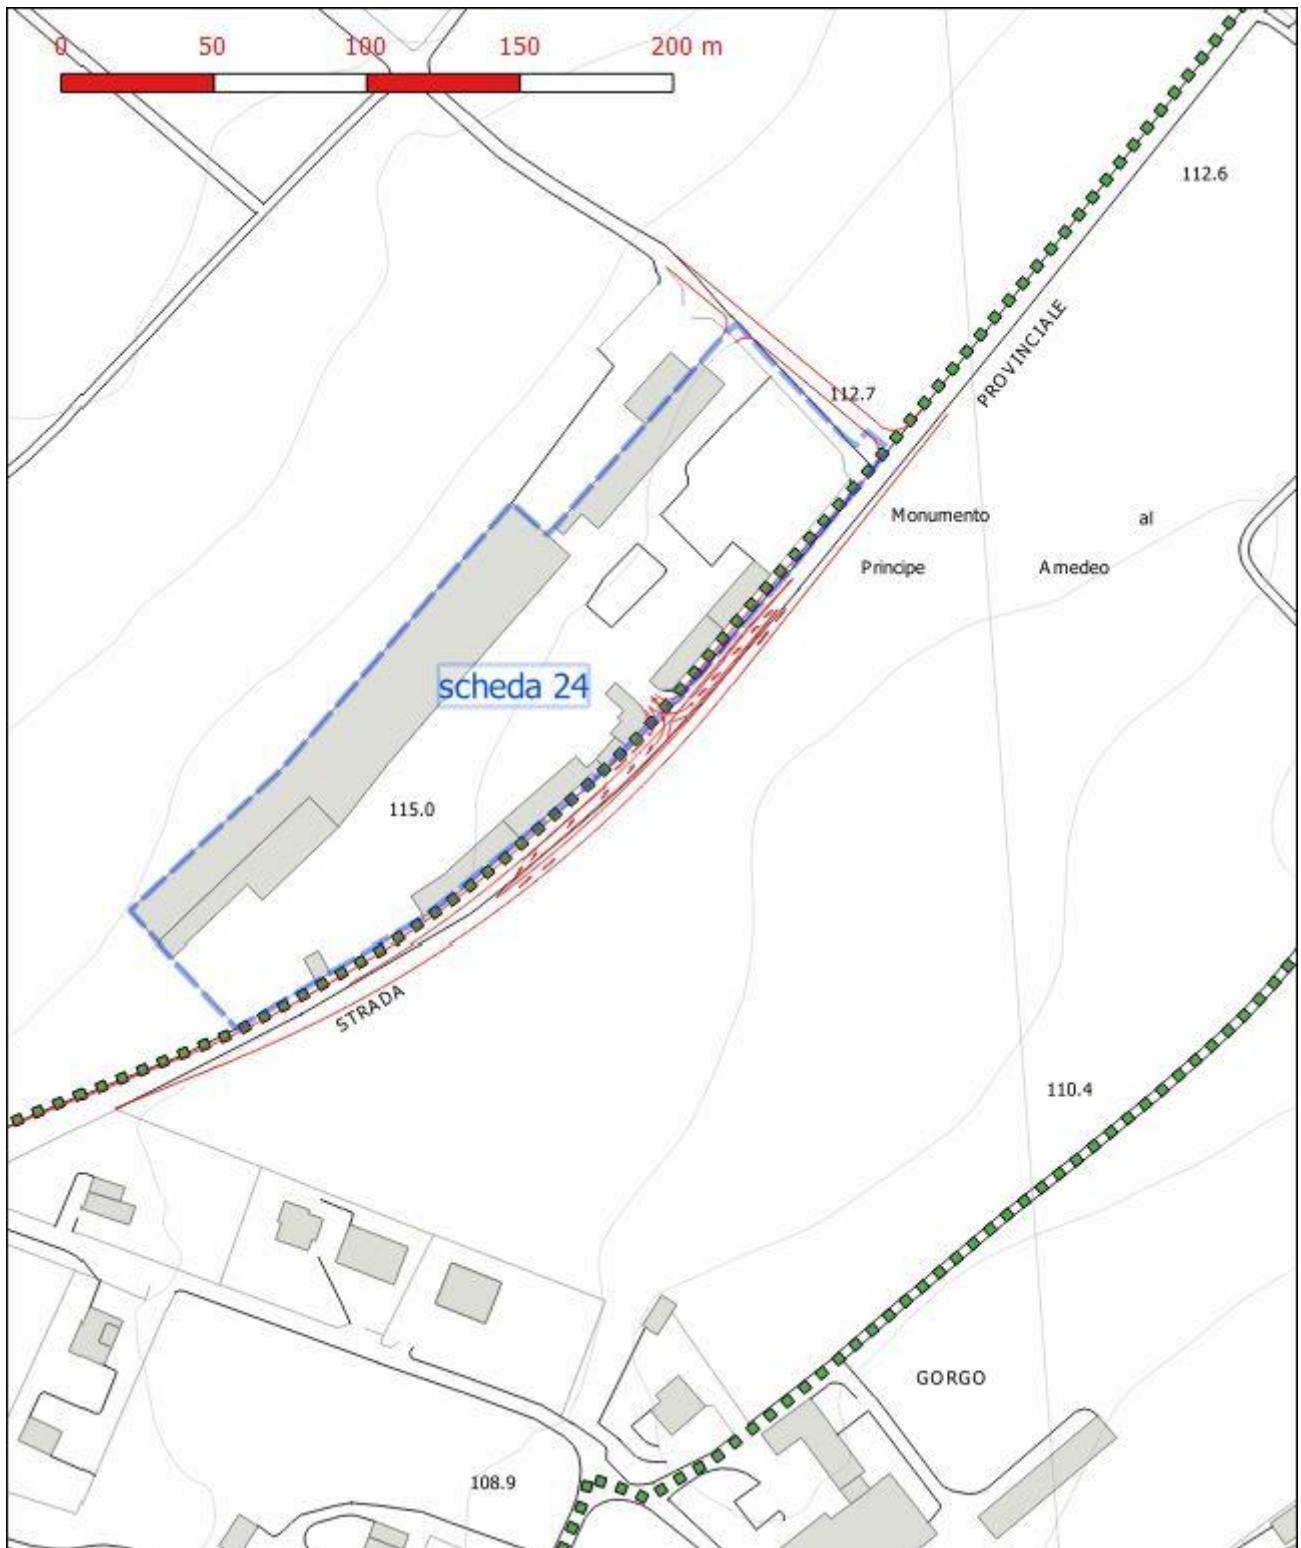 0 50 100 150 200 m
112.6
PROVINCIALE
112.7
Monumento al
Principe Amedeo
scheda 24
115.0
STRADA
110.4
GORGO
108.9